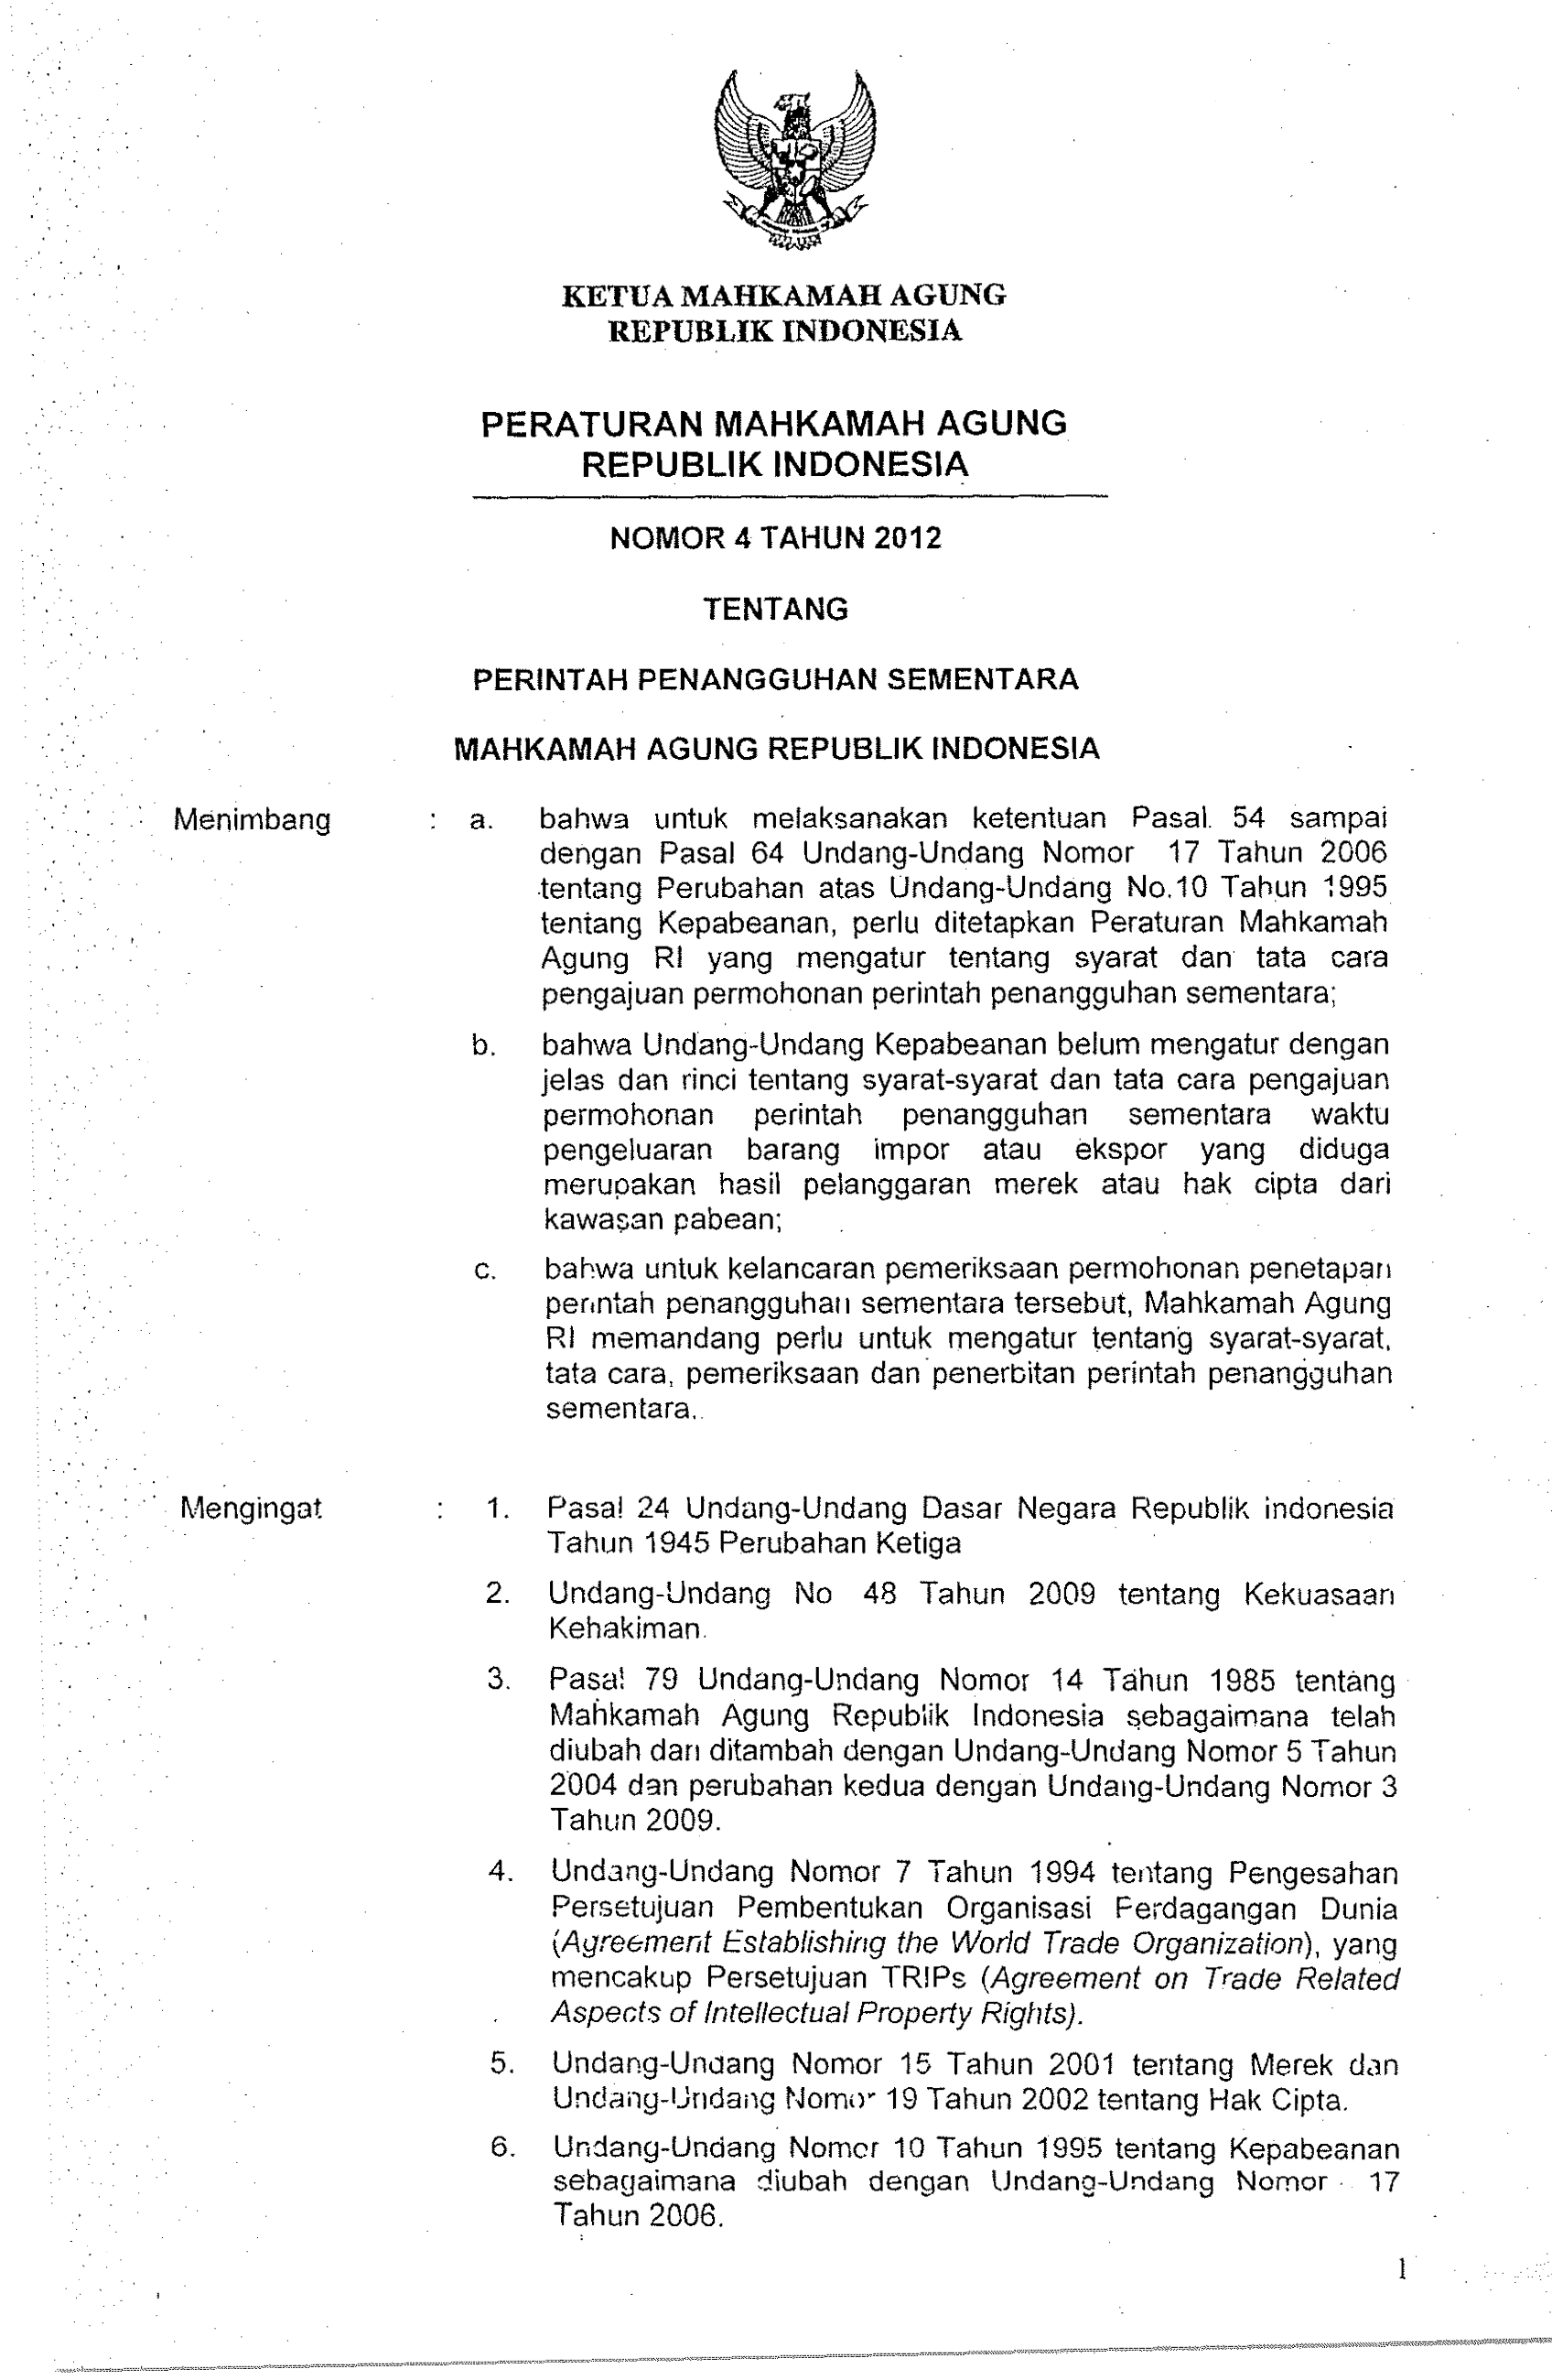 KETUA MAHKAMAH AGUNG
REPUBLIK INDONESIA
PERATURAN MAHKAMAH AGUNG
REPUBLIK INDONESIA
NOMOR 4 TAHUN 2012
TENTANG
PERINTAH PENANGGUHAN SEMENTARA
MAHKAMAH AGUNG REPUBLIK INDONESIA
Menimbang : a. bahwa untuk melaksanakan ketentuan Pasal. 54 sampai
dengan Pasal 64 Undang-Undang Nomor 17 Tahun 2006
tentang Perubahan atas Undang-Undang No.10 Tahun 1995
tentang Kepabeanan, perlu ditetapkan Peraturan Mahkamah
Agung RI yang mengatur tentang syarat dan tata cara
pengajuan permohonan perintah penangguhan sementara;
b. bahwa Undang-Undang Kepabeanan belum mengatur dengan
jelas dan rinci tentang syarat-syarat dan tata cara pengajuan
permohonan perintah penangguhan sementara waktu
pengeluaran barang impor atau ekspor yang diduga
merupakan hasil pelanggaran merek atau hak cipta dari
kawasan pabean;
c. bahwa untuk kelancaran pemeriksaan permohonan penetapan
perintah penangguhan sementara tersebut, Mahkamah Agung
RI memandang perlu untuk mengatur tentang syarat-syarat,
tata cara, pemeriksaan dan penerbitan perintah penangguhan
sementara..
Mengingat : 1. Pasal 24 Undang-Undang Dasar Negara Republik indonesia
Tahun 1945 Perubahan Ketiga
2. Undang-Undang No 48 Tahun 2009 tentang Kekuasaan
Kehakiman.
3. Pasal 79 Undang-Undang Nomor 14 Tahun 1985 tentang
Mahkamah Agung Republik Indonesia sebagaimana telah
diubah dan ditambah dengan Undang-Undang Nomor 5 Tahun
2004 dan perubahan kedua dengan Undang-Undang Nomor 3
Tahun 2009.
4. Undang-Undang Nomor 7 Tahun 1994 tentang Pengesahan
Persetujuan Pembentukan Organisasi Perdagangan Dunia
(Agreement Establishing the World Trade Organization), yang
mencakup Persetujuan TRIPs (Agreement on Trade Related
Aspects of Intellectual Property Rights).
5. Undang-Undang Nomor 15 Tahun 2001 tentang Merek dan
Undang-Undang Nomor 19 Tahun 2002 tentang Hak Cipta.
6. Undang-Undang Nomor 10 Tahun 1995 tentang Kepabeanan
sebagaimana diubah dengan Undang-Undang Nomor 17
Tahun 2006.
1